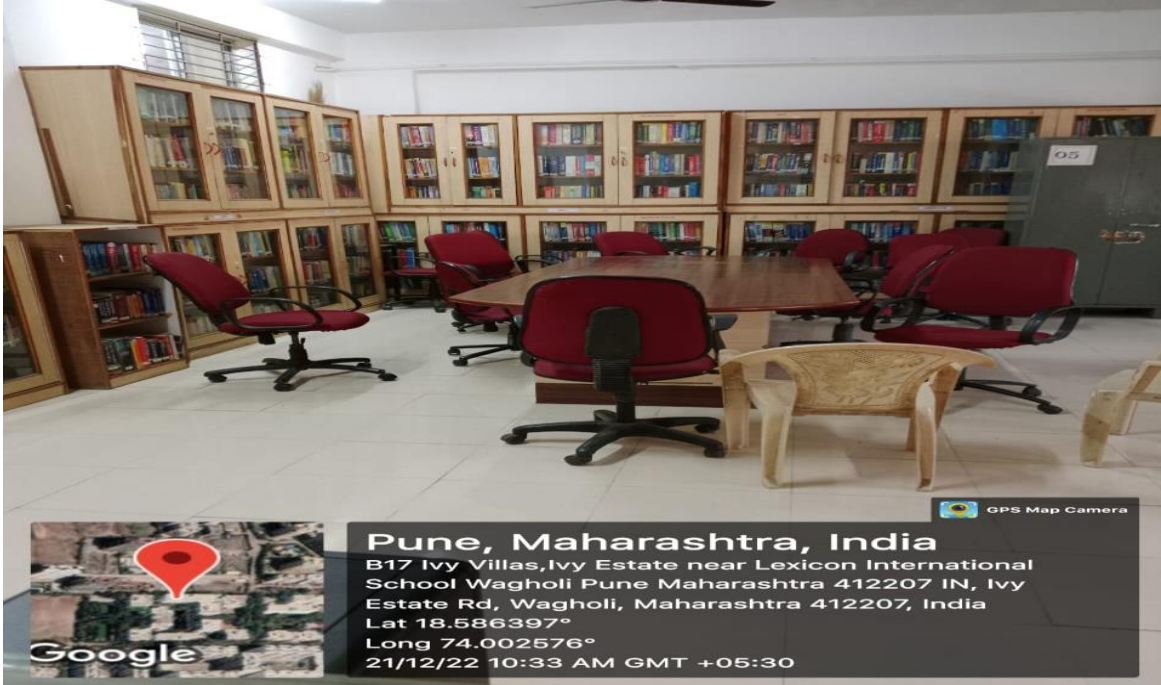 05
GPS Map Camera
Pune, Maharashtra, India
B17 Ivy Villas,Ivy Estate near Lexicon International
School Wagholi Pune Maharashtra 412207 IN, Ivy
Estate Rd, Wagholi, Maharashtra 412207, India
Lat 18.586397°
Long 74.002576°
21/12/22 10:33 AM GMT +05:30
Google